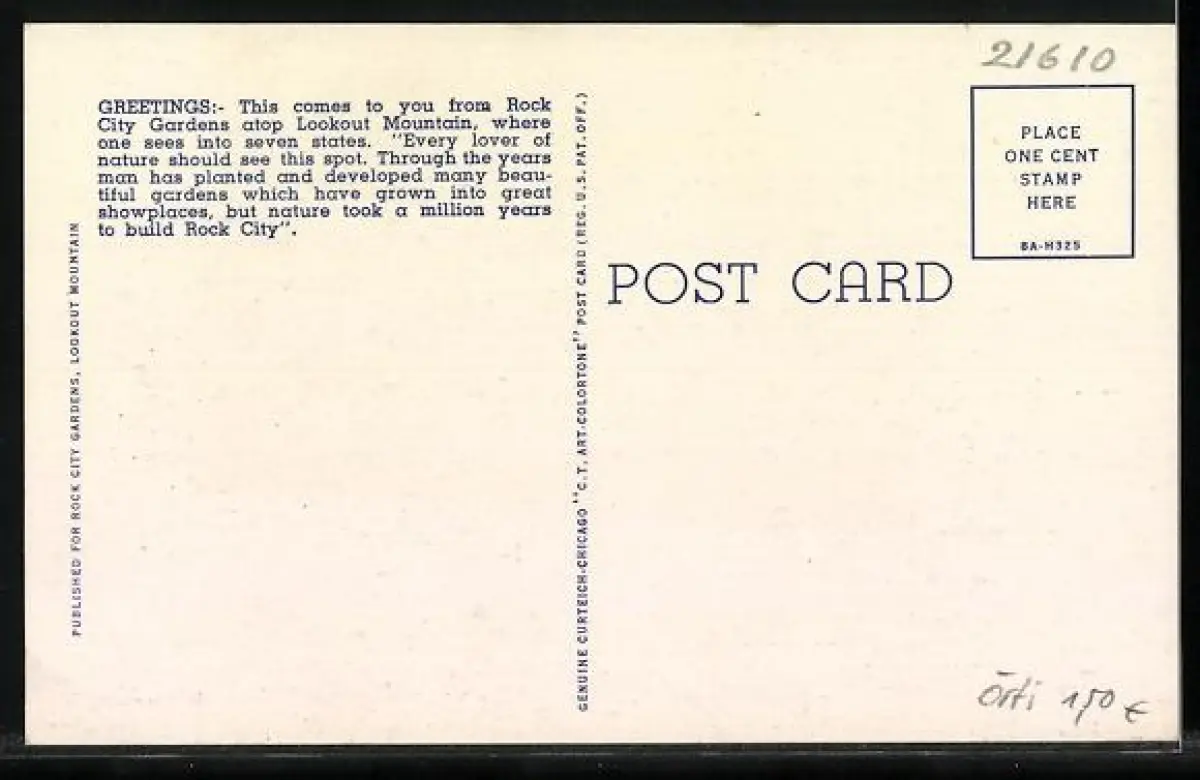 21610
GREETINGS:- This comes to you from Rock
City Gardens atop Lookout Mountain, where
one sees into seven states. "Every lover of
nature should see this spot. Through the years
man has planted and developed many beau-
tiful gardens which have grown into great
showplaces, but nature took a million years
to build Rock City".
PUBLISHED FOR ROCK CITY GARDENS, LOOKOUT MOUNTAIN
GENUINE CURTEICH-CHICAGO "C.T. ART-COLORTONE" POST CARD (REG. U.S. PAT. OFF.)
PLACE
ONE CENT
STAMP
HERE
8A-H325
POST CARD
1,50 €